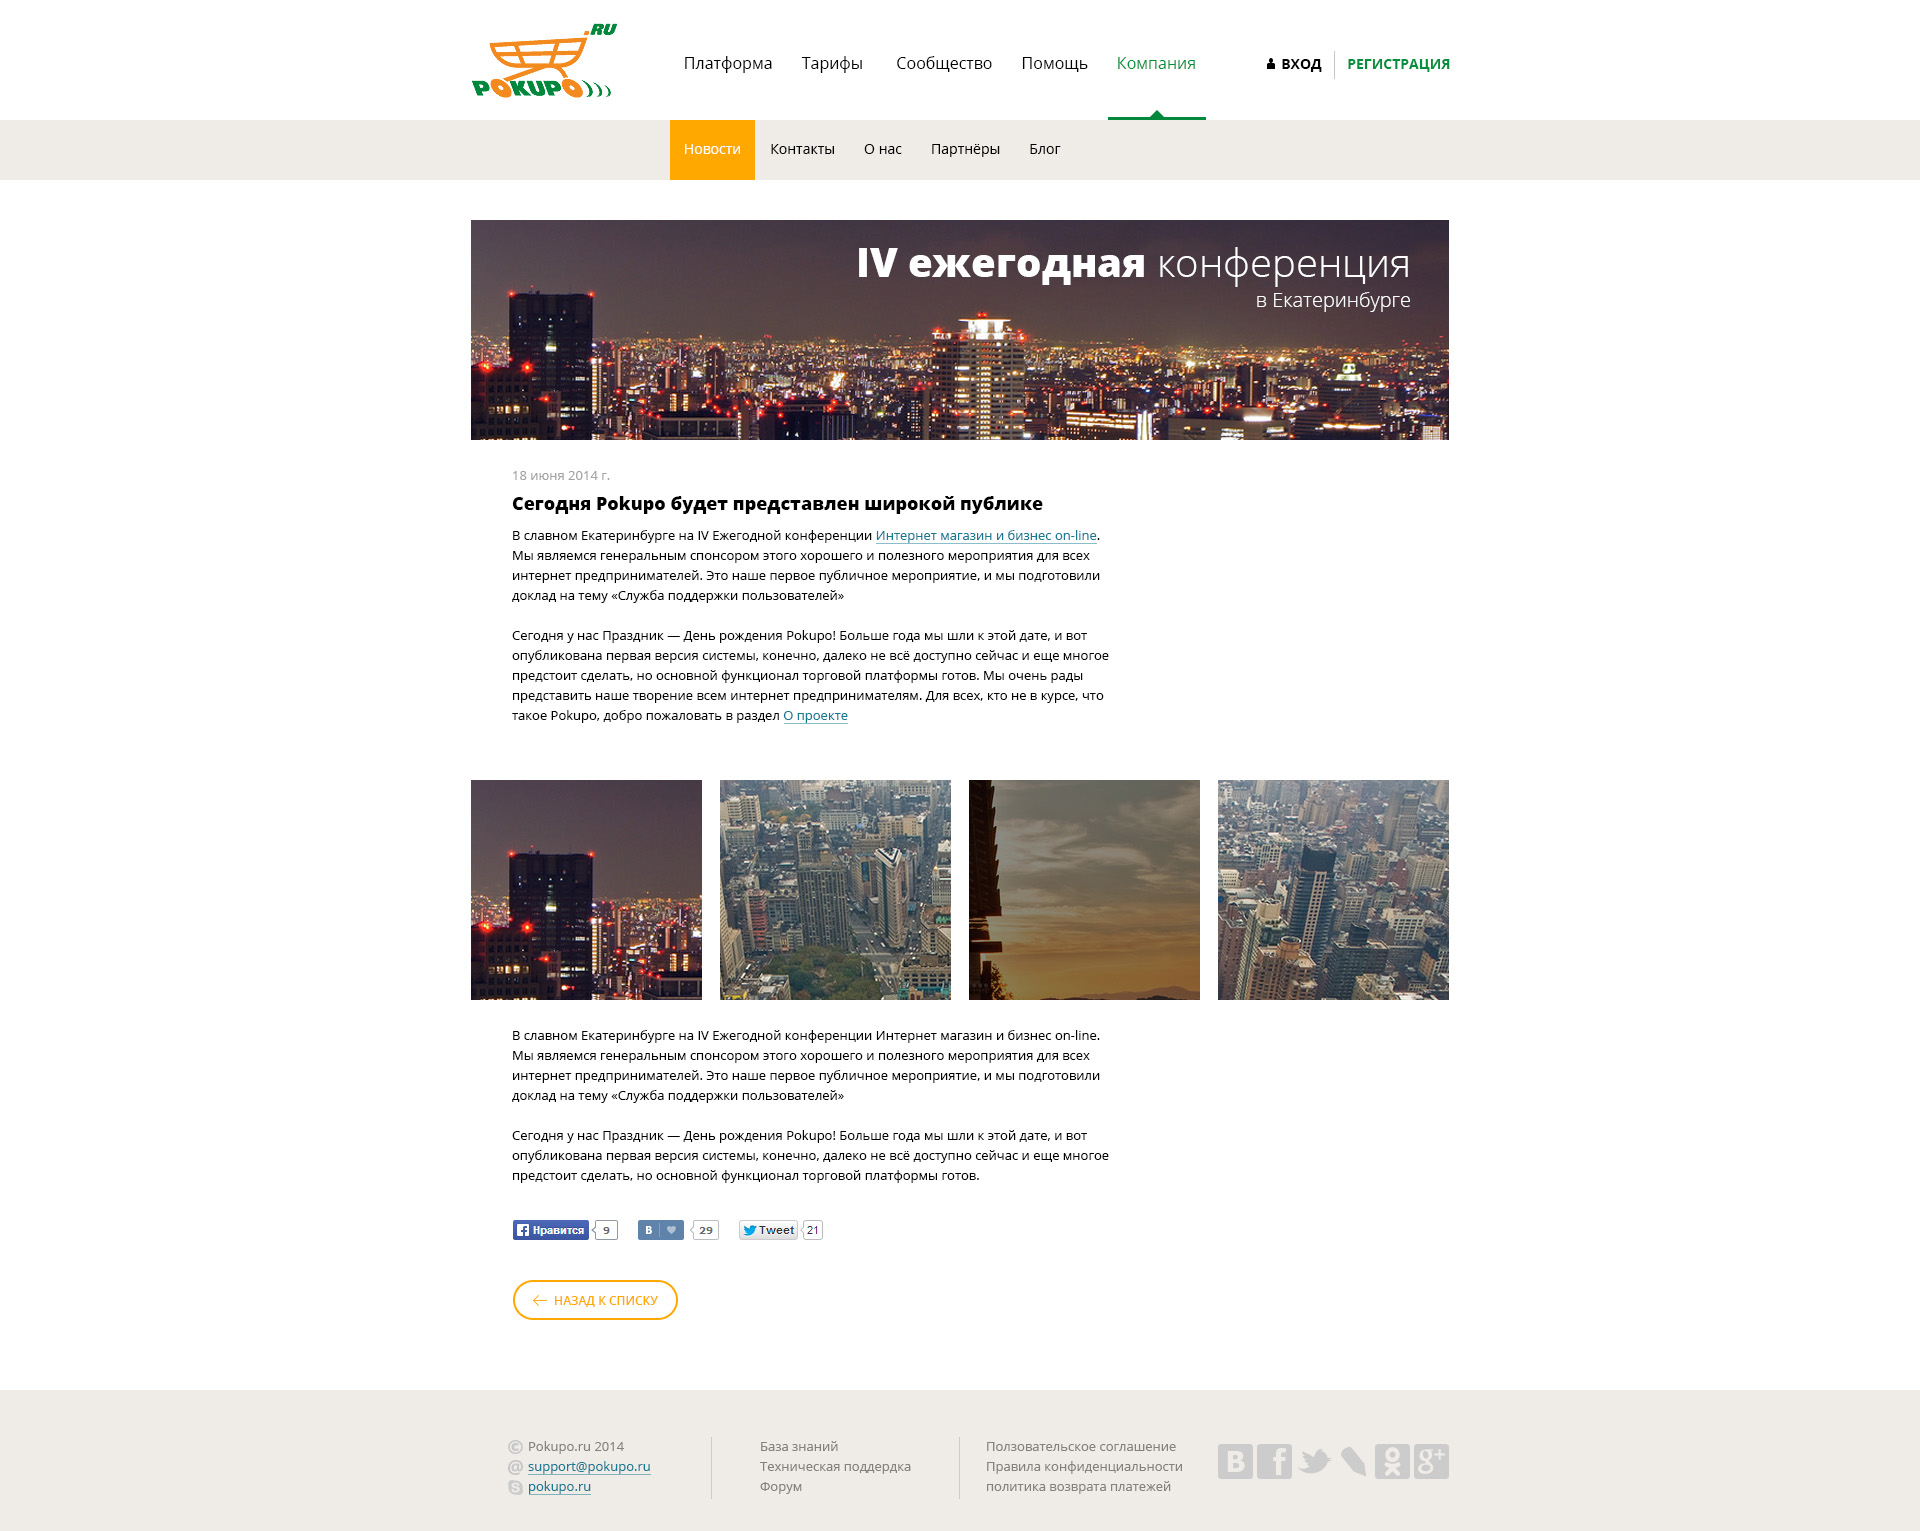 .RU
POKUPO
Платформа Тарифы Сообщество Помощь Компания ВХОД РЕГИСТРАЦИЯ
Новости Контакты О нас Партнёры Блог
IV ежегодная конференция
в Екатеринбурге
18 июня 2014 г.
Сегодня Pokupo будет представлен широкой публике
В славном Екатеринбурге на IV Ежегодной конференции Интернет магазин и бизнес on-line.
Мы являемся генеральным спонсором этого хорошего и полезного мероприятия для всех
интернет предпринимателей. Это наше первое публичное мероприятие, и мы подготовили
доклад на тему «Служба поддержки пользователей»
Сегодня у нас Праздник — День рождения Pokupo! Больше года мы шли к этой дате, и вот
опубликована первая версия системы, конечно, далеко не всё доступно сейчас и еще многое
предстоит сделать, но основной функционал торговой платформы готов. Мы очень рады
представить наше творение всем интернет предпринимателям. Для всех, кто не в курсе, что
такое Pokupo, добро пожаловать в раздел О проекте
В славном Екатеринбурге на IV Ежегодной конференции Интернет магазин и бизнес on-line.
Мы являемся генеральным спонсором этого хорошего и полезного мероприятия для всех
интернет предпринимателей. Это наше первое публичное мероприятие, и мы подготовили
доклад на тему «Служба поддержки пользователей»
Сегодня у нас Праздник — День рождения Pokupo! Больше года мы шли к этой дате, и вот
опубликована первая версия системы, конечно, далеко не всё доступно сейчас и еще многое
предстоит сделать, но основной функционал торговой платформы готов.
Нравится 9 В 29 Tweet 21
← НАЗАД К СПИСКУ
© Pokupo.ru 2014
@ support@pokupo.ru
pokupo.ru
База знаний
Техническая поддердка
Форум
Ползовательское соглашение
Правила конфиденциальности
политика возврата платежей